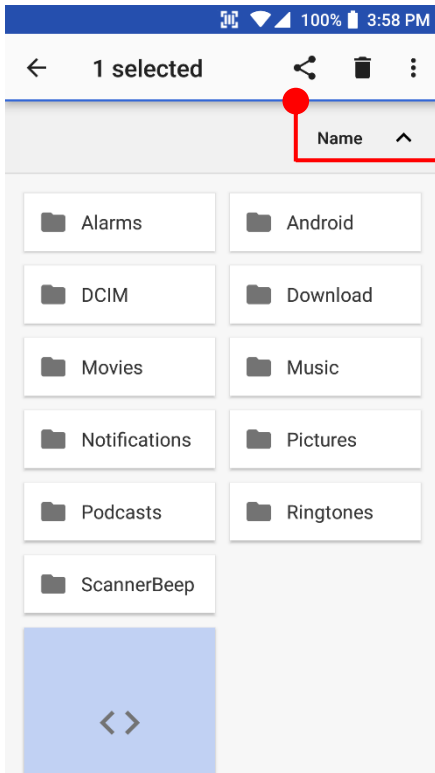 100% 3:58 PM
1 selected
Name
Alarms Android
DCIM Download
Movies Music
Notifications Pictures
Podcasts Ringtones
ScannerBeep